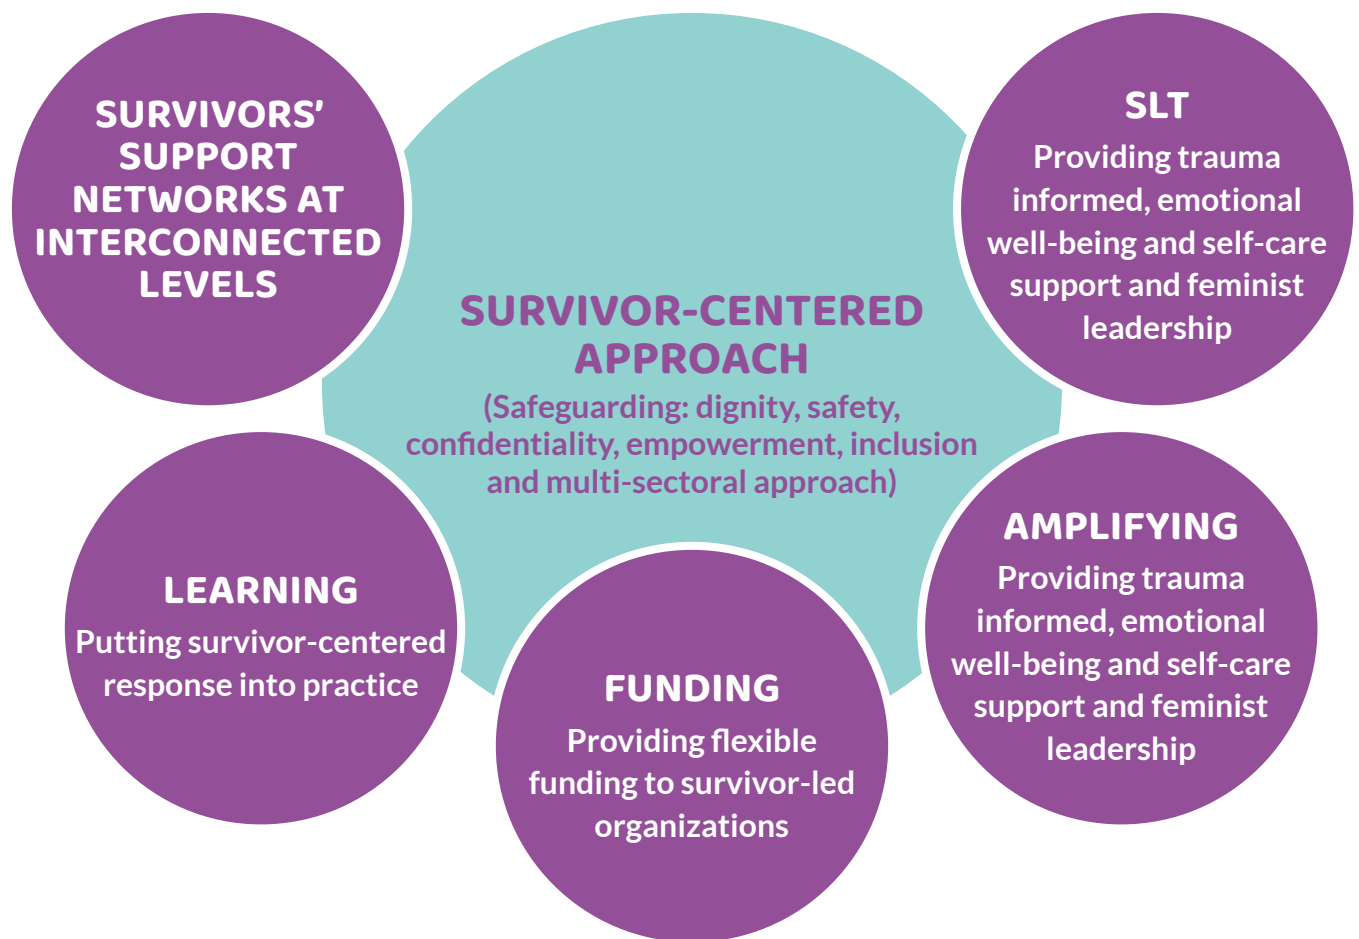 SURVIVORS’
SUPPORT
NETWORKS AT
INTERCONNECTED
LEVELS
SURVIVOR-CENTERED
APPROACH
(Safeguarding: dignity, safety,
confidentiality, empowerment, inclusion
and multi-sectoral approach)
SLT
Providing trauma
informed, emotional
well-being and self-care
support and feminist
leadership
LEARNING
Putting survivor-centered
response into practice
FUNDING
Providing flexible
funding to survivor-led
organizations
AMPLIFYING
Providing trauma
informed, emotional
well-being and self-care
support and feminist
leadership